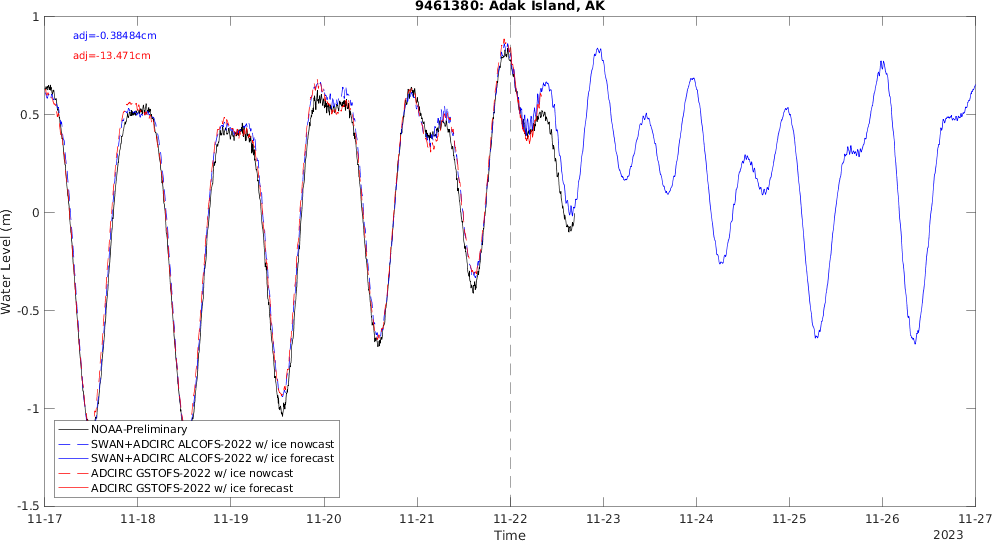 9461380: Adak Island, AK
adj=-0.38484cm
adj=-13.471cm
1
0.5
0
-0.5
-1
-1.5
Water Level (m)
NOAA-Preliminary
SWAN+ADCIRC ALCOFS-2022 w/ ice nowcast
SWAN+ADCIRC ALCOFS-2022 w/ ice forecast
ADCIRC GSTOFS-2022 w/ ice nowcast
ADCIRC GSTOFS-2022 w/ ice forecast
11-17 11-18 11-19 11-20 11-21 11-22 11-23 11-24 11-25 11-26 11-27
Time
2023